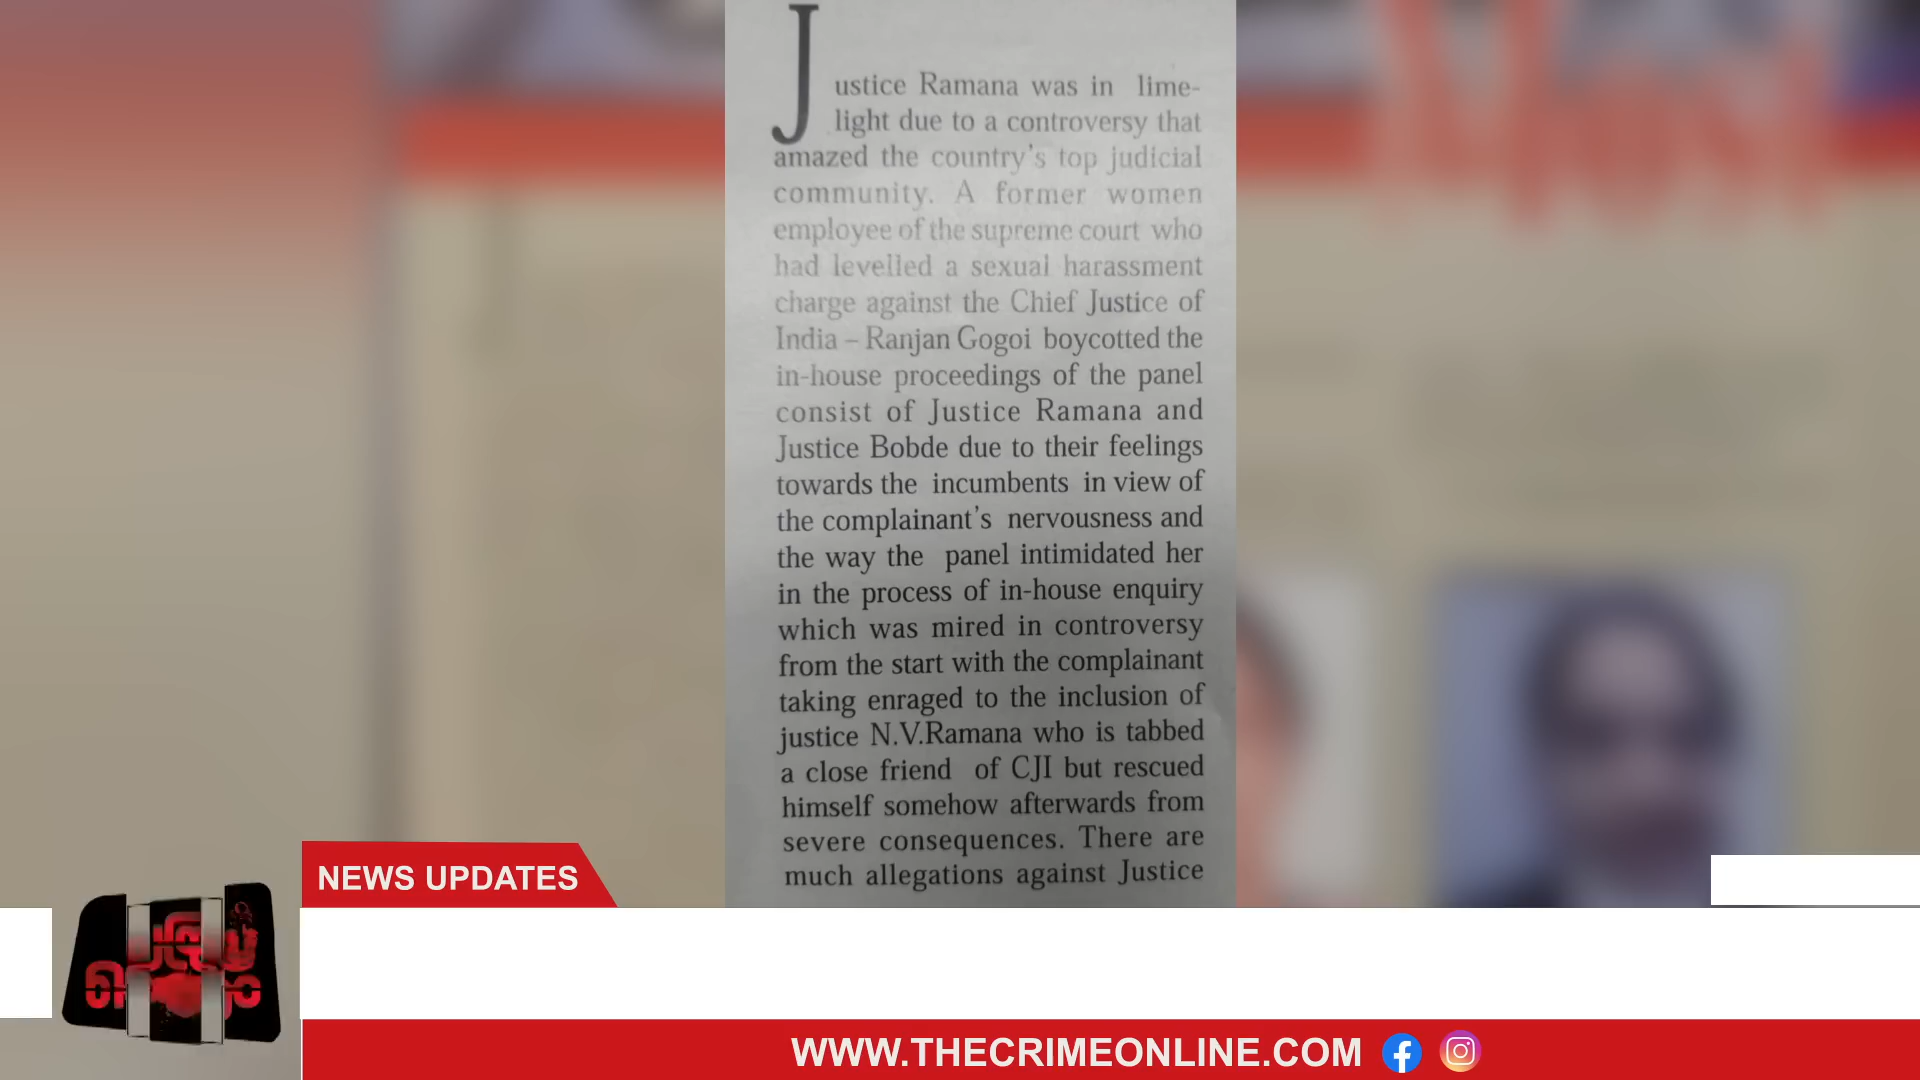 Justice Ramana was in lime-
light due to a controversy that
amazed the country's top judicial
community. A former women
employee of the supreme court who
had levelled a sexual harassment
charge against the Chief Justice of
India – Ranjan Gogoi boycotted the
in-house proceedings of the panel
consist of Justice Ramana and
Justice Bobde due to their feelings
towards the incumbents in view of
the complainant's nervousness and
the way the panel intimidated her
in the process of in-house enquiry
which was mired in controversy
from the start with the complainant
taking enraged to the inclusion of
justice N.V.Ramana who is tabbed
a close friend of CJI but rescued
himself somehow afterwards from
severe consequences. There are
much allegations against Justice
NEWS UPDATES
WWW.THECRIMEONLINE.COM